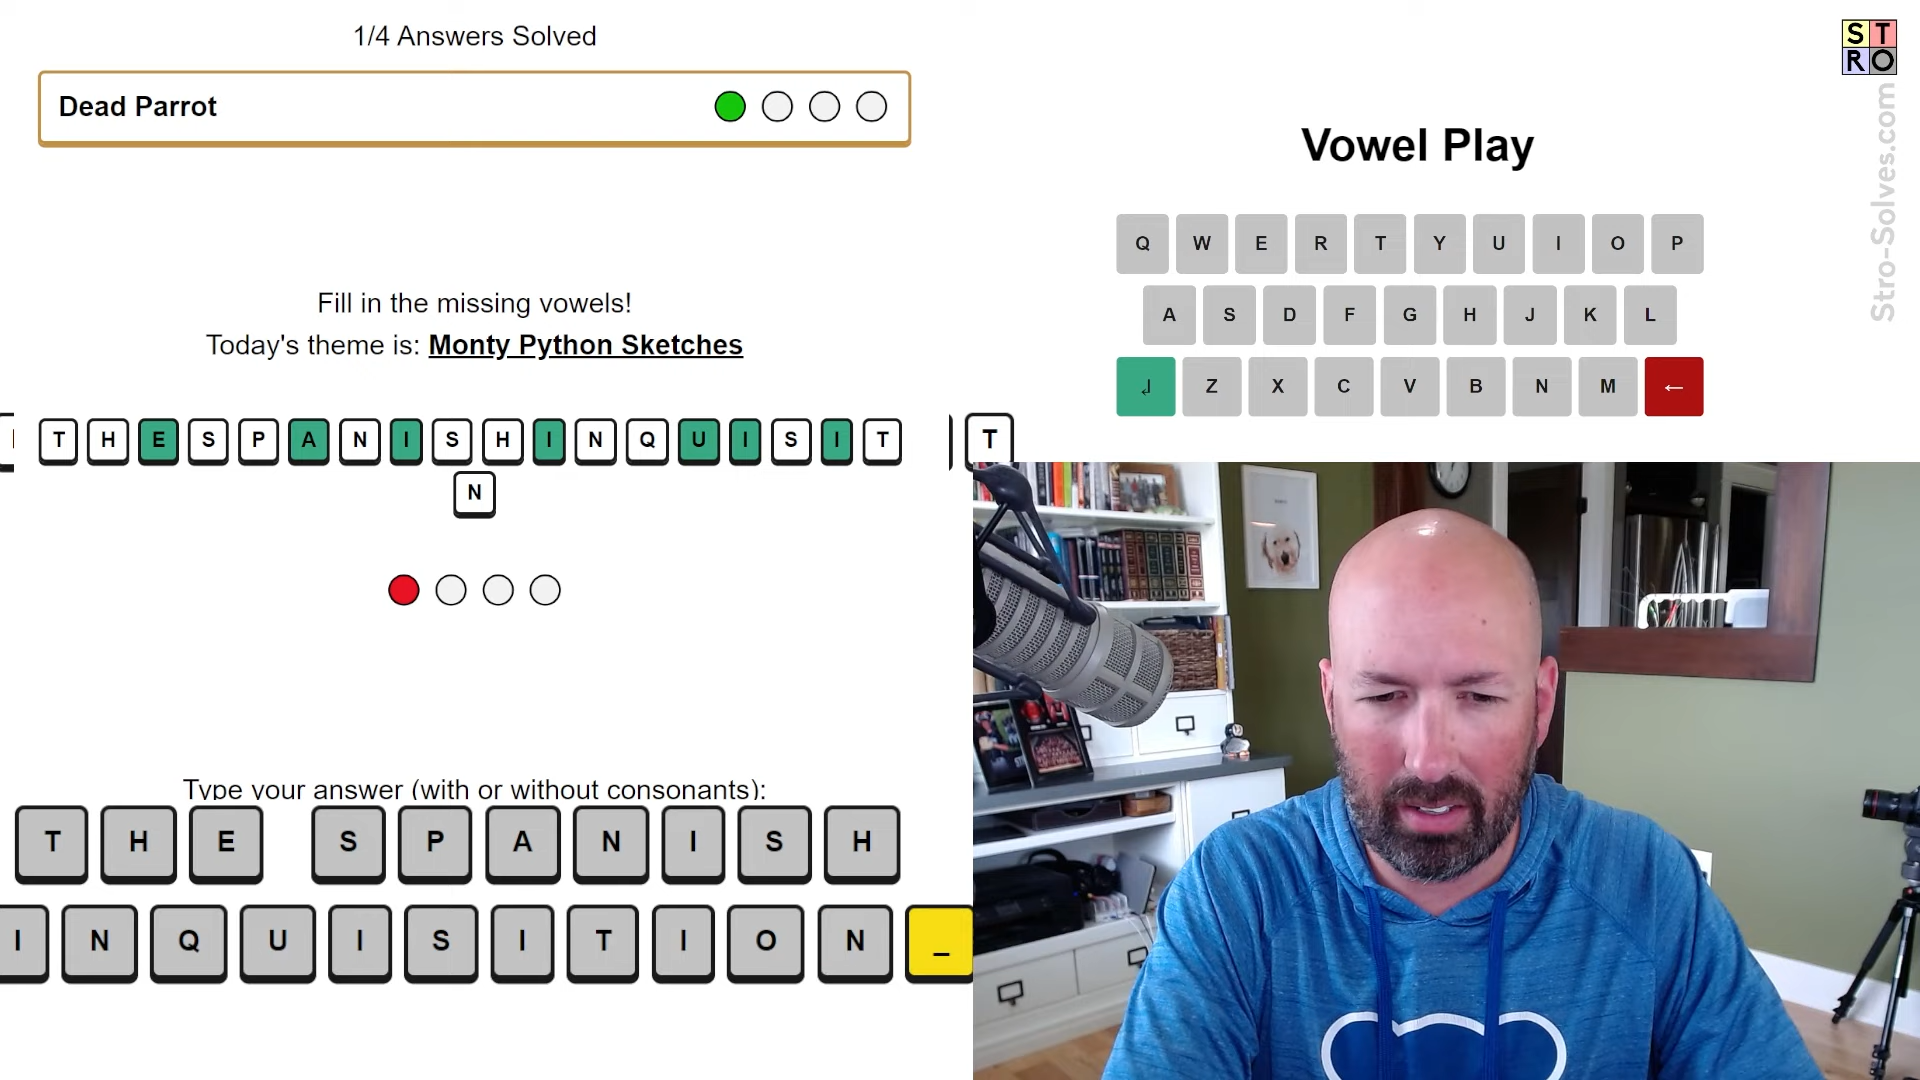 1/4 Answers Solved
Dead Parrot
Fill in the missing vowels!
Today's theme is: Monty Python Sketches
T H E S P A N I S H I N Q U I S I T
T
N
Type your answer (with or without consonants):
T H E S P A N I S H
I N Q U I S I T I O N _
S T
R O
Stro-Solves.com
Vowel Play
Q W E R T Y U I O P
A S D F G H J K L
↲ Z X C V B N M ←